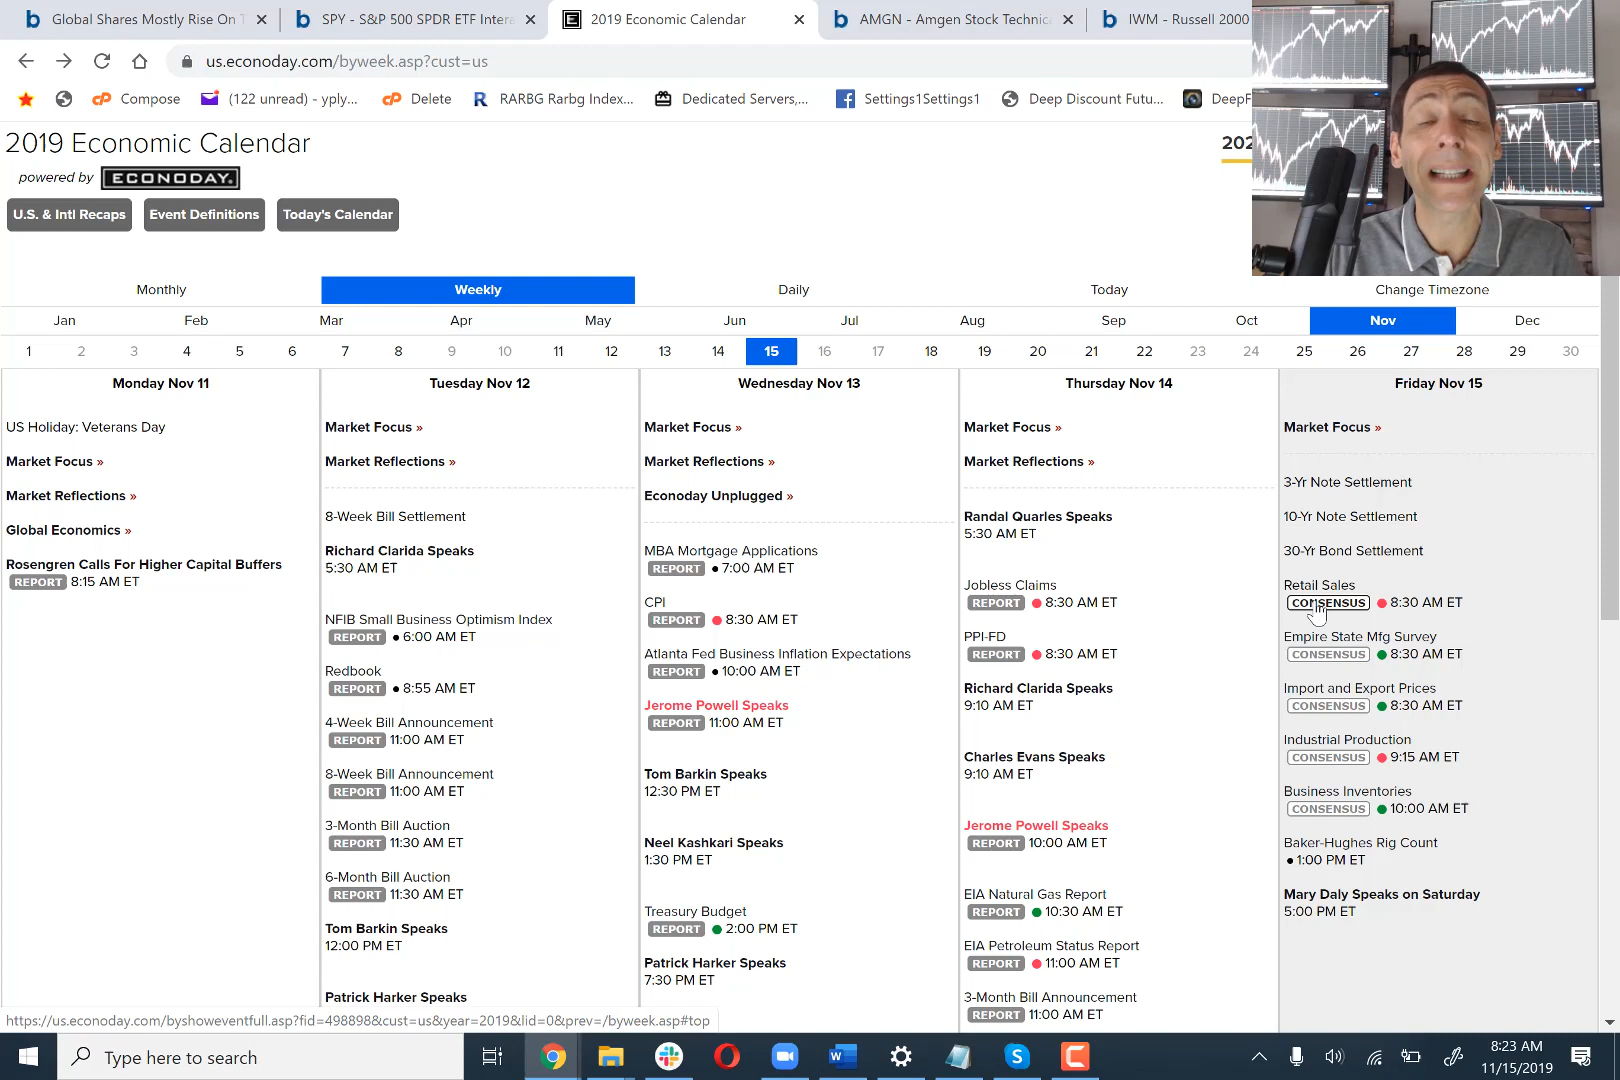 Global Shares Mostly Rise On T
SPY - S&P 500 SPDR ETF Intera
2019 Economic Calendar
AMGN - Amgen Stock Technica
IWM - Russell 2000
us.econoday.com/byweek.asp?cust=us
Compose
(122 unread) - yply...
Delete
RARBG Rarbg Index...
Dedicated Servers,...
Settings1Settings1
Deep Discount Futu...
DeepF
2019 Economic Calendar
202
powered by ECONODAY
U.S. & Intl Recaps
Event Definitions
Today's Calendar
Monthly Weekly Daily Today Change Timezone
Jan Feb Mar Apr May Jun Jul Aug Sep Oct Nov Dec
1 2 3 4 5 6 7 8 9 10 11 12 13 14 15 16 17 18 19 20 21 22 23 24 25 26 27 28 29 30
Monday Nov 11
US Holiday: Veterans Day
Market Focus »
Market Reflections »
Global Economics »
Rosengren Calls For Higher Capital Buffers
REPORT 8:15 AM ET
Tuesday Nov 12
Market Focus »
Market Reflections »
8-Week Bill Settlement
Richard Clarida Speaks
5:30 AM ET
NFIB Small Business Optimism Index
REPORT • 6:00 AM ET
Redbook
REPORT • 8:55 AM ET
4-Week Bill Announcement
REPORT 11:00 AM ET
8-Week Bill Announcement
REPORT 11:00 AM ET
3-Month Bill Auction
REPORT 11:30 AM ET
6-Month Bill Auction
REPORT 11:30 AM ET
Tom Barkin Speaks
12:00 PM ET
Patrick Harker Speaks
Wednesday Nov 13
Market Focus »
Market Reflections »
Econoday Unplugged »
MBA Mortgage Applications
REPORT • 7:00 AM ET
CPI
REPORT 8:30 AM ET
Atlanta Fed Business Inflation Expectations
REPORT • 10:00 AM ET
Jerome Powell Speaks
REPORT 11:00 AM ET
Tom Barkin Speaks
12:30 PM ET
Neel Kashkari Speaks
1:30 PM ET
Treasury Budget
REPORT 2:00 PM ET
Patrick Harker Speaks
7:30 PM ET
Thursday Nov 14
Market Focus »
Market Reflections »
Randal Quarles Speaks
5:30 AM ET
Jobless Claims
REPORT 8:30 AM ET
PPI-FD
REPORT 8:30 AM ET
Richard Clarida Speaks
9:10 AM ET
Charles Evans Speaks
9:10 AM ET
Jerome Powell Speaks
REPORT 10:00 AM ET
EIA Natural Gas Report
REPORT 10:30 AM ET
EIA Petroleum Status Report
REPORT 11:00 AM ET
3-Month Bill Announcement
REPORT 11:00 AM ET
Friday Nov 15
Market Focus »
3-Yr Note Settlement
10-Yr Note Settlement
30-Yr Bond Settlement
Retail Sales
CONSENSUS 8:30 AM ET
Empire State Mfg Survey
CONSENSUS 8:30 AM ET
Import and Export Prices
CONSENSUS 8:30 AM ET
Industrial Production
CONSENSUS 9:15 AM ET
Business Inventories
CONSENSUS 10:00 AM ET
Baker-Hughes Rig Count
• 1:00 PM ET
Mary Daly Speaks on Saturday
5:00 PM ET
https://us.econoday.com/byshoweventfull.asp?fid=498898&cust=us&year=2019&lid=0&prev=/byweek.asp#top
Type here to search
8:23 AM
11/15/2019